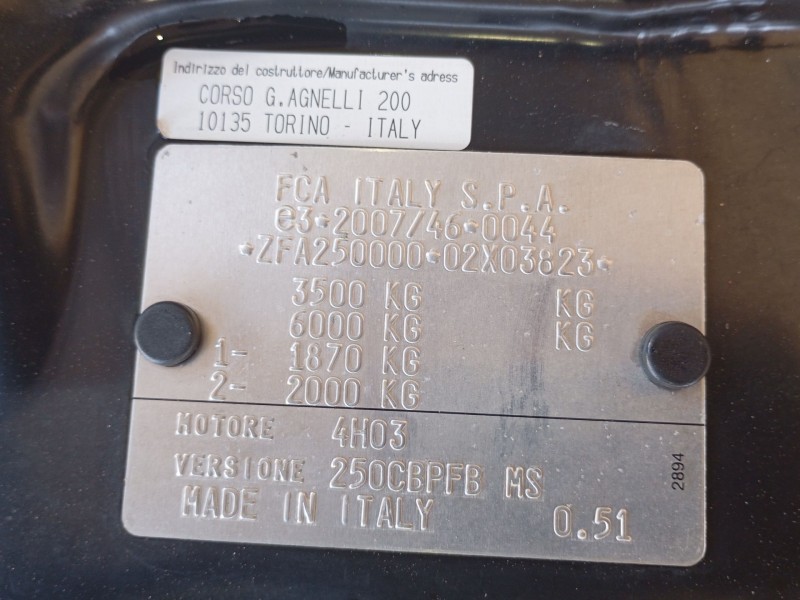 Indirizzo del costruttore/Manufacturer's adress
CORSO G.AGNELLI 200
10135 TORINO - ITALY
FCA ITALY S.P.A.
e3*2007/46*0044
*ZFA250000*02X03823*
3500 KG KG
6000 KG KG
1- 1870 KG
2- 2000 KG
MOTORE 4H03
VERSIONE 250CBPFB MS
MADE IN ITALY 0.51
2894